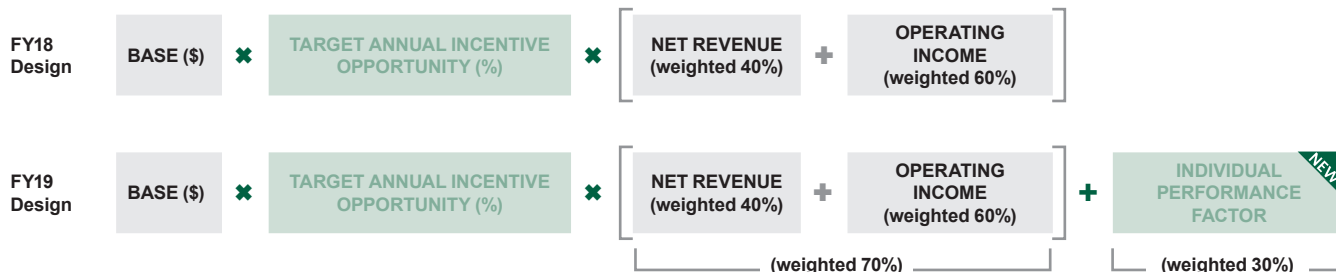 FY18
Design
BASE ($)
✖
TARGET ANNUAL INCENTIVE
OPPORTUNITY (%)
✖
[
NET REVENUE
(weighted 40%)
+
OPERATING
INCOME
(weighted 60%)
]
FY19
Design
BASE ($)
✖
TARGET ANNUAL INCENTIVE
OPPORTUNITY (%)
✖
[
NET REVENUE
(weighted 40%)
+
OPERATING
INCOME
(weighted 60%)
]
+
INDIVIDUAL
PERFORMANCE
FACTOR
NEW
(weighted 70%)
(weighted 30%)